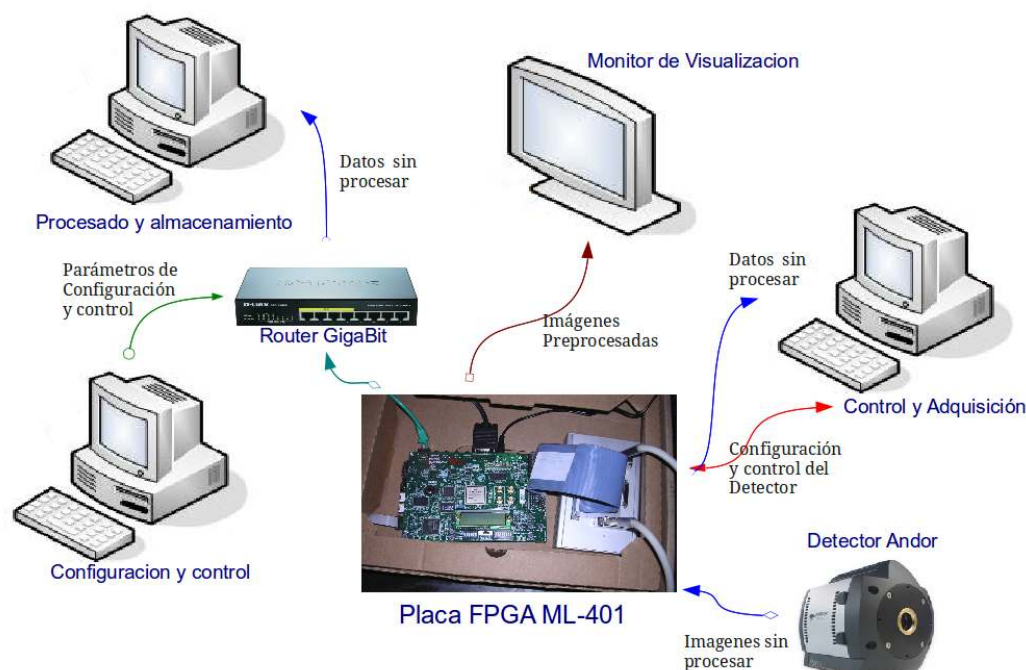 Monitor de Visualizacion
Datos sin
procesar
Procesado y almacenamiento
Parámetros de
Configuración
y control
Router GigaBit
Imágenes
Preprocesadas
Datos sin
procesar
Control y Adquisición
Configuración
y control del
Detector
Configuracion y control
Placa FPGA ML-401
Detector Andor
Imagenes sin
procesar